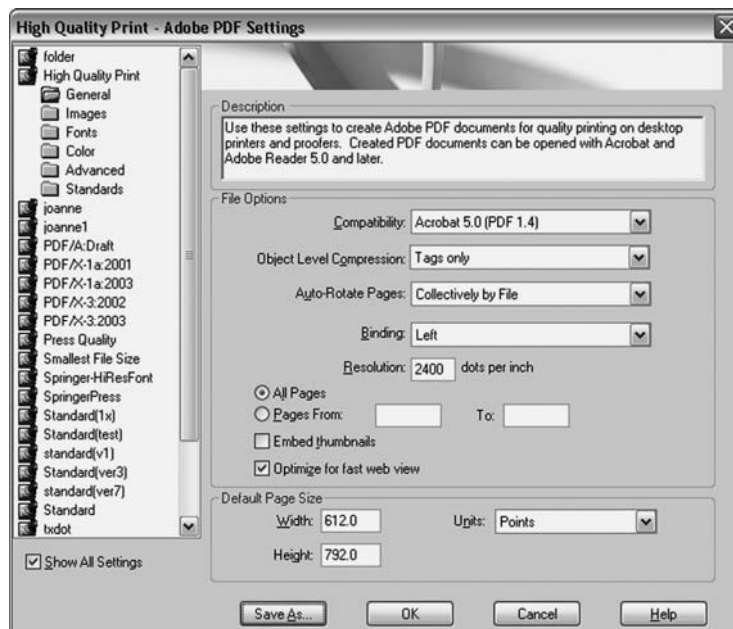 High Quality Print - Adobe PDF Settings
folder
High Quality Print
General
Images
Fonts
Color
Advanced
Standards
joanne
joanne1
PDF/A:Draft
PDF/X-1a:2001
PDF/X-1a:2003
PDF/X-3:2002
PDF/X-3:2003
Press Quality
Smallest File Size
Springer-HiResFont
SpringerPress
Standard(1x)
Standard(test)
standard(v1)
Standard(ver3)
standard(ver7)
Standard
txdot
Show All Settings
Description
Use these settings to create Adobe PDF documents for quality printing on desktop
printers and proofers. Created PDF documents can be opened with Acrobat and
Adobe Reader 5.0 and later.
File Options
Compatibility: Acrobat 5.0 (PDF 1.4)
Object Level Compression: Tags only
Auto-Rotate Pages: Collectively by File
Binding: Left
Resolution: 2400 dots per inch
All Pages
Pages From: To:
Embed thumbnails
Optimize for fast web view
Default Page Size
Width: 612.0 Units: Points
Height: 792.0
Save As... OK Cancel Help